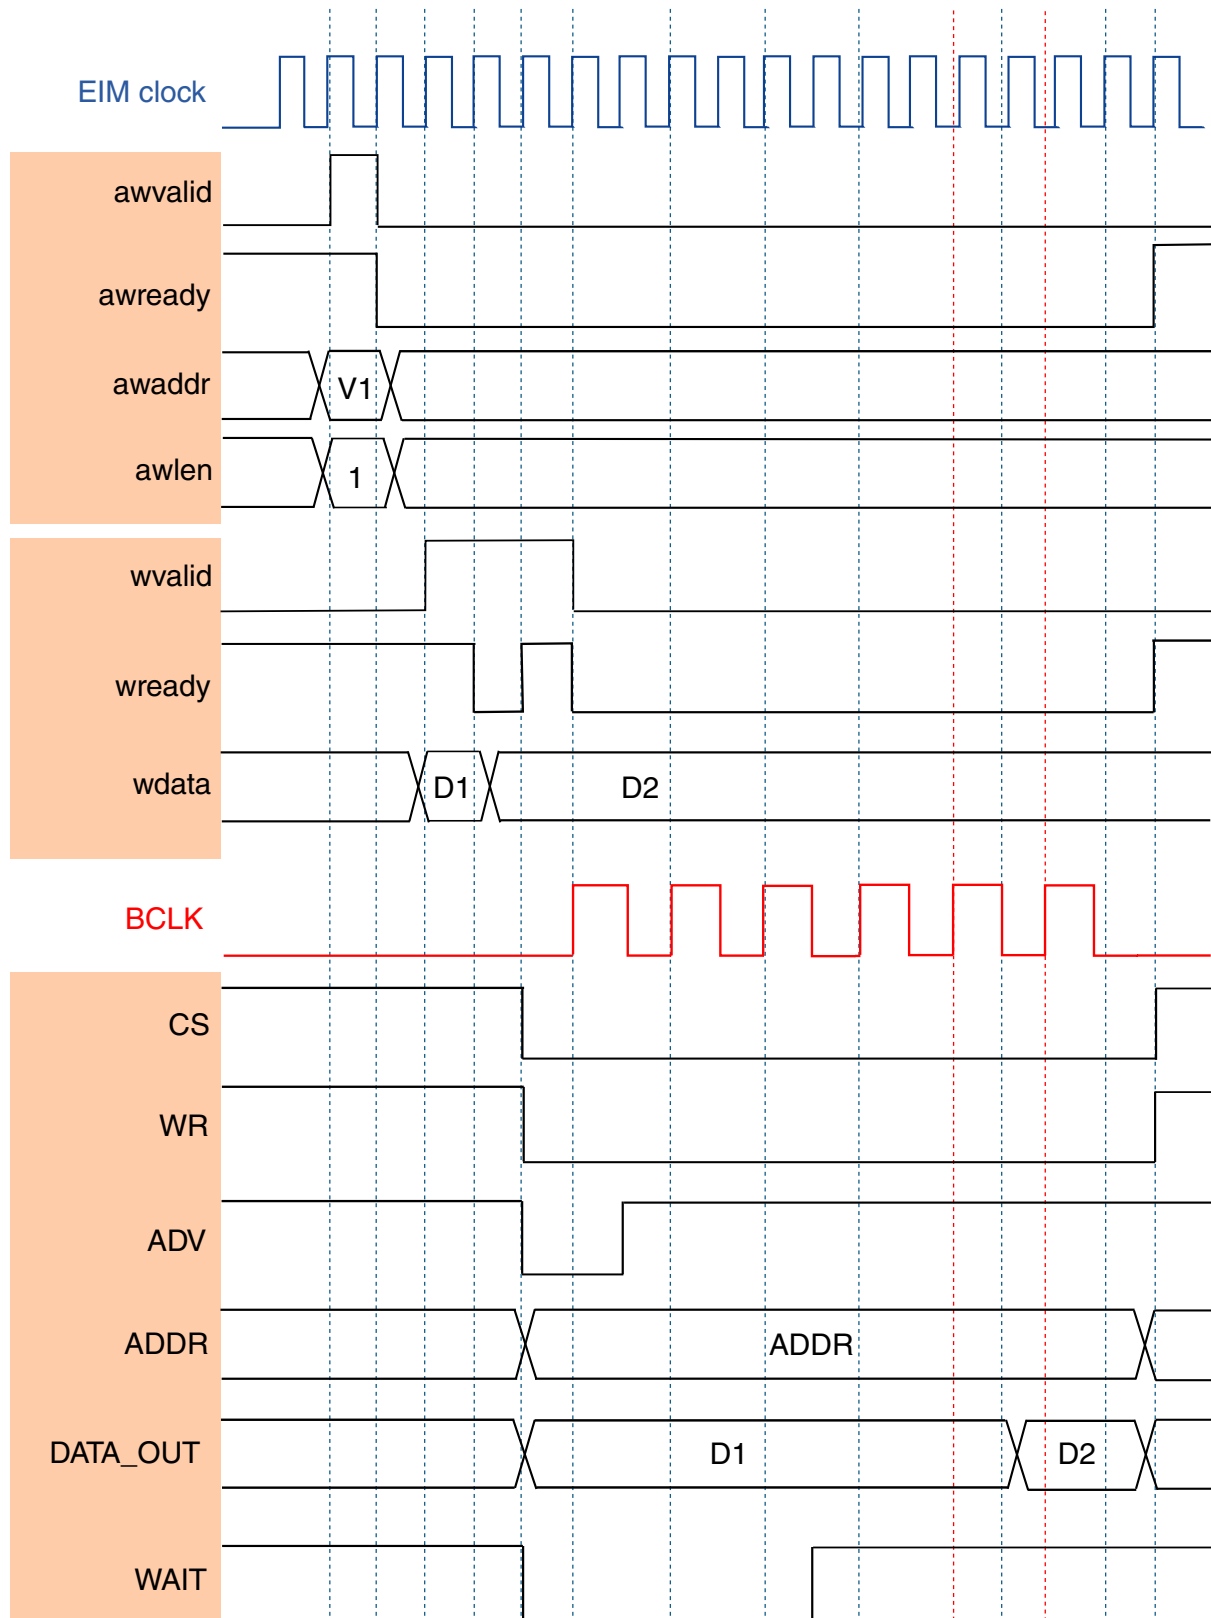 EIM clock
awvalid
awready
awaddr
V1
awlen
1
wvalid
wready
wdata
D1
D2
BCLK
CS
WR
ADV
ADDR
ADDR
DATA_OUT
D1
D2
WAIT